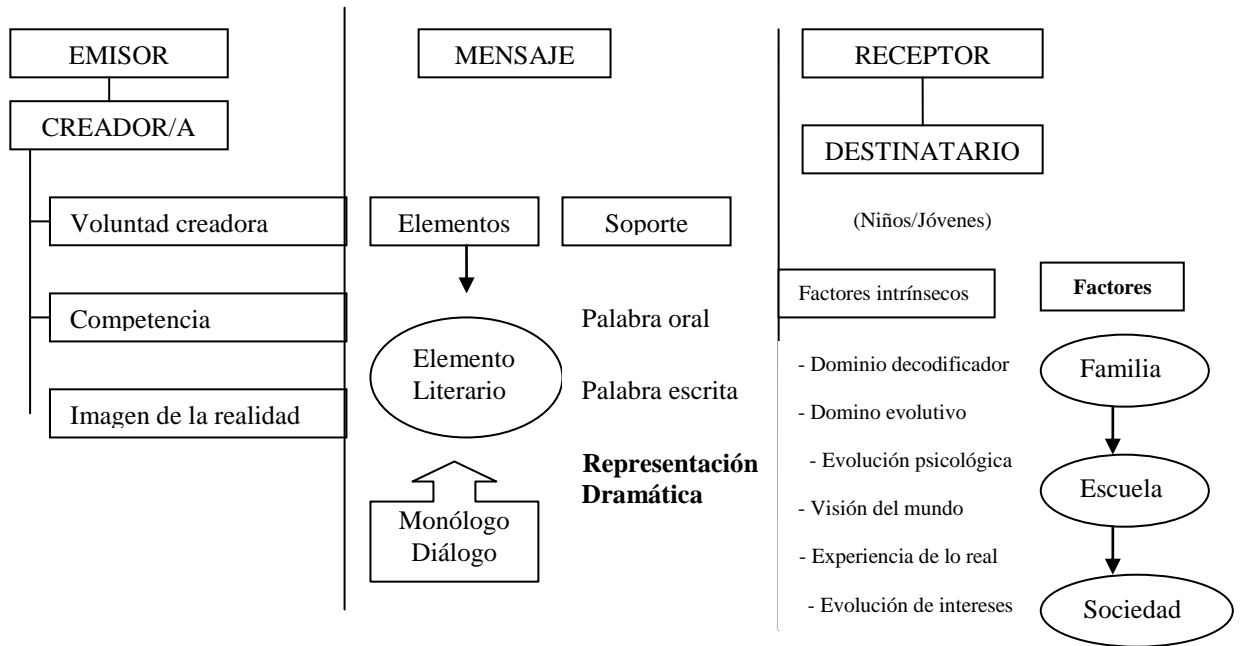 EMISOR
CREADOR/A
Voluntad creadora
Competencia
Imagen de la realidad
MENSAJE
Elementos
Soporte
Elemento
Literario
Monólogo
Diálogo
Palabra oral
Palabra escrita
Representación
Dramática
RECEPTOR
DESTINATARIO
(Niños/Jóvenes)
Factores intrínsecos
- Dominio decodificador
- Domino evolutivo
- Evolución psicológica
- Visión del mundo
- Experiencia de lo real
- Evolución de intereses
Factores
Familia
Escuela
Sociedad